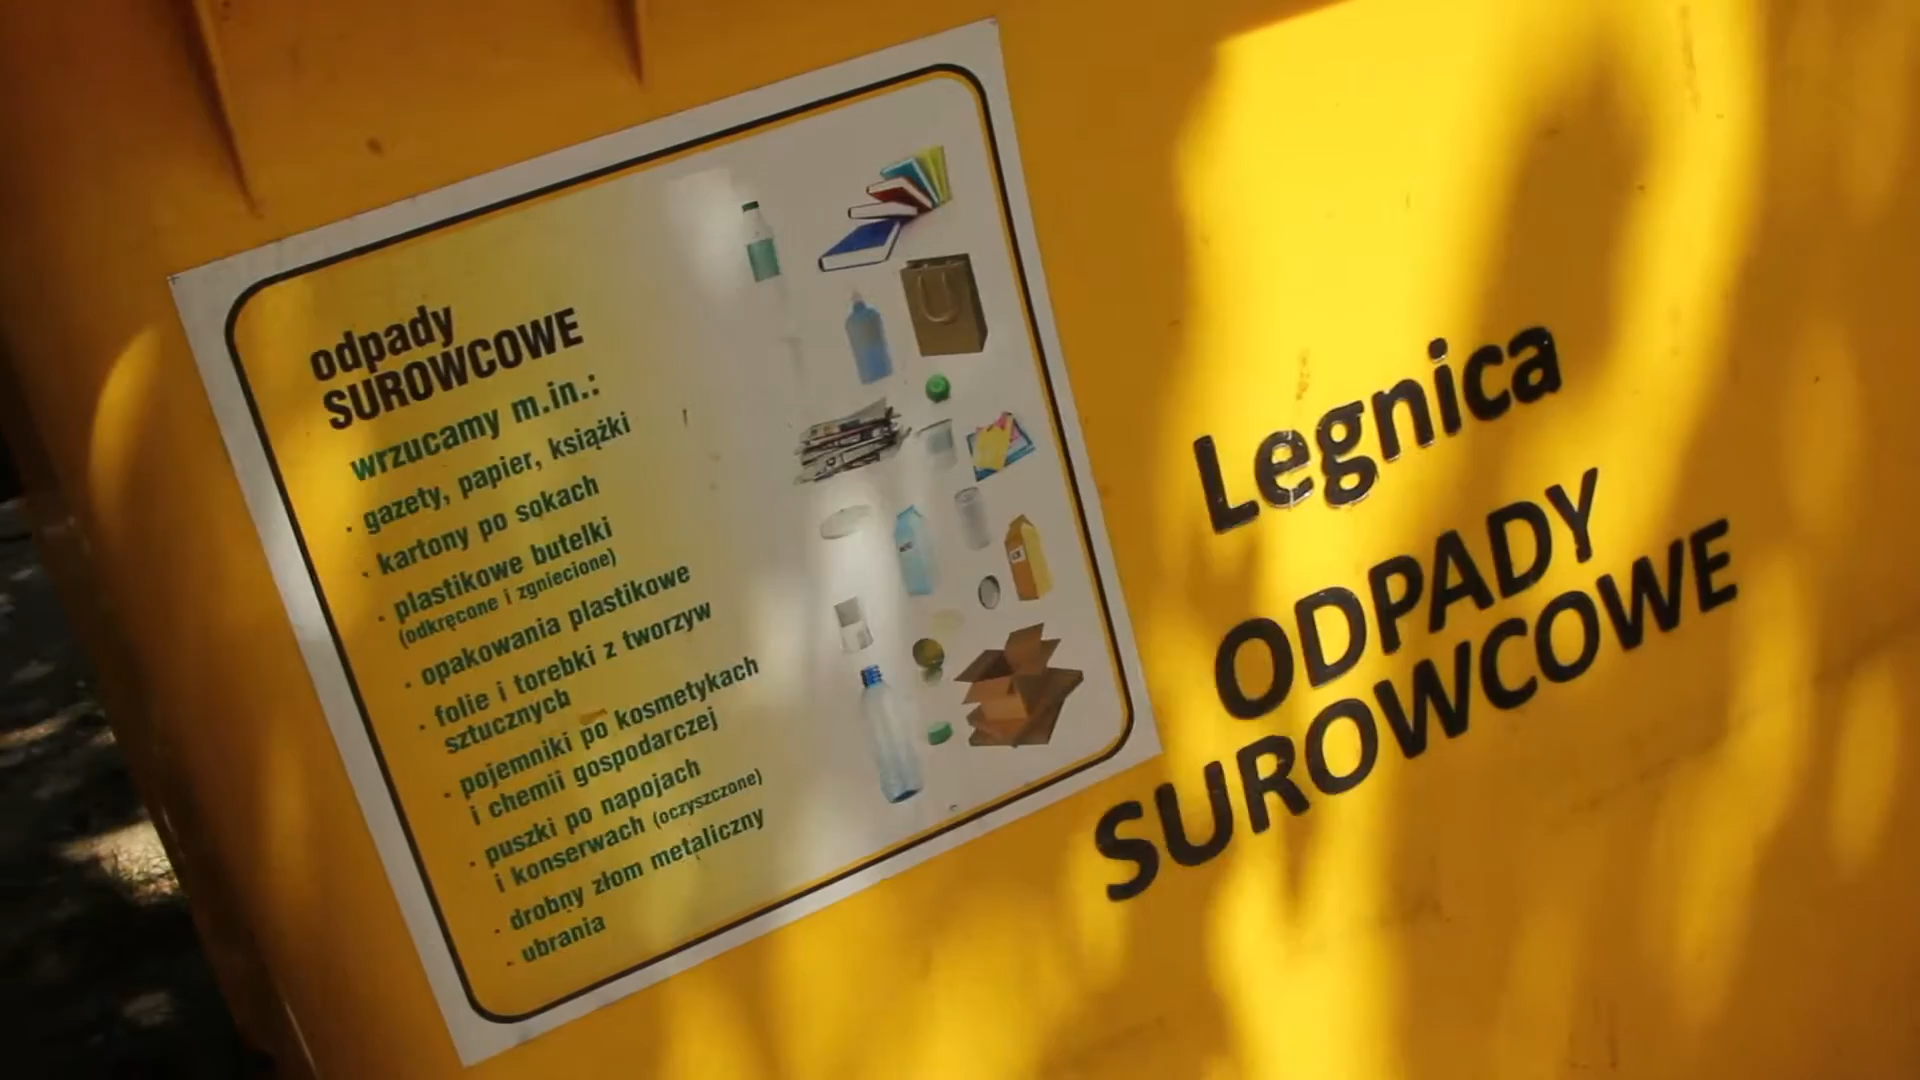 odpady
SUROWCOWE
wrzucamy m.in.:
· gazety, papier, książki
· kartony po sokach
· plastikowe butelki
(odkręcone i zgniecione)
· opakowania plastikowe
· folie i torebki z tworzyw
sztucznych
· pojemniki po kosmetykach
i chemii gospodarczej
· puszki po napojach
i konserwach (oczyszczone)
· drobny złom metaliczny
· ubrania
Legnica
ODPADY
SUROWCOWE